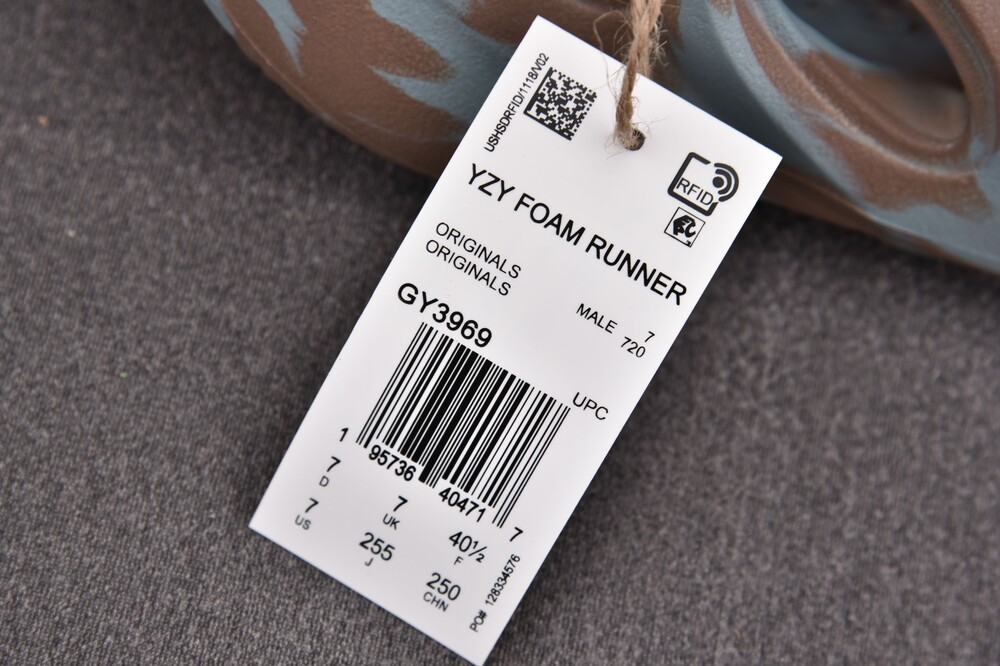 USHSDRFID/1118/V02
RFID
YZY FOAM RUNNER
ORIGINALS
ORIGINALS
MALE 7
720
GY3969
UPC
1 95736 40471 7
7 D
7 US
7 UK
255 J
40½ F
250 CHN
PO# 128334576